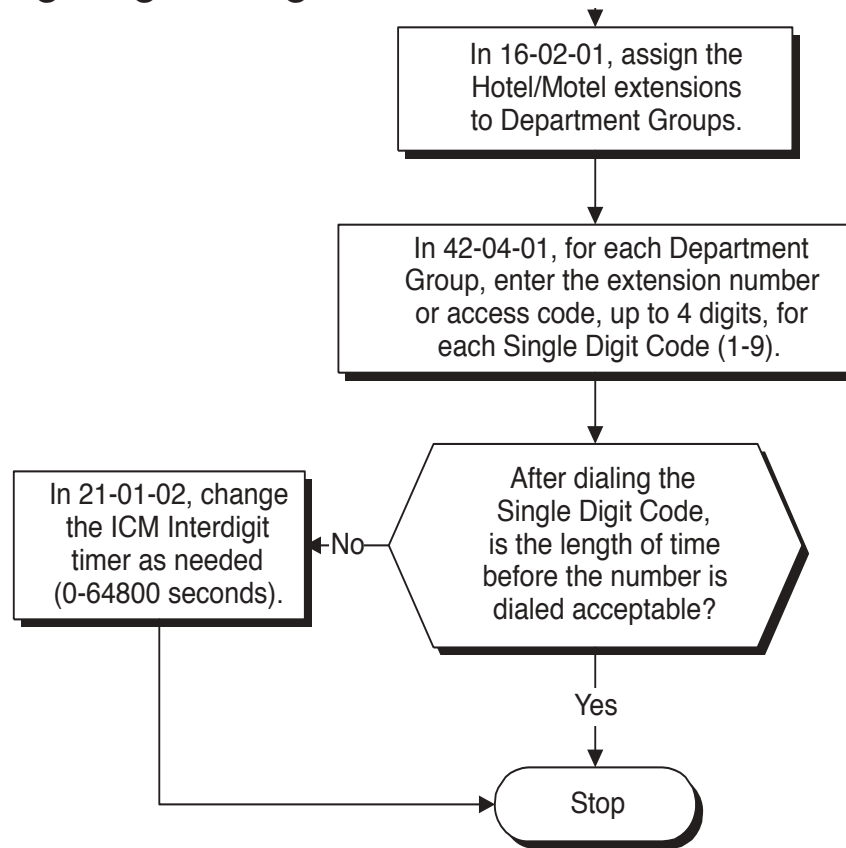 In 16-02-01, assign the
Hotel/Motel extensions
to Department Groups.
In 42-04-01, for each Department
Group, enter the extension number
or access code, up to 4 digits, for
each Single Digit Code (1-9).
After dialing the
Single Digit Code,
is the length of time
before the number is
dialed acceptable?
No
In 21-01-02, change
the ICM Interdigit
timer as needed
(0-64800 seconds).
Yes
Stop